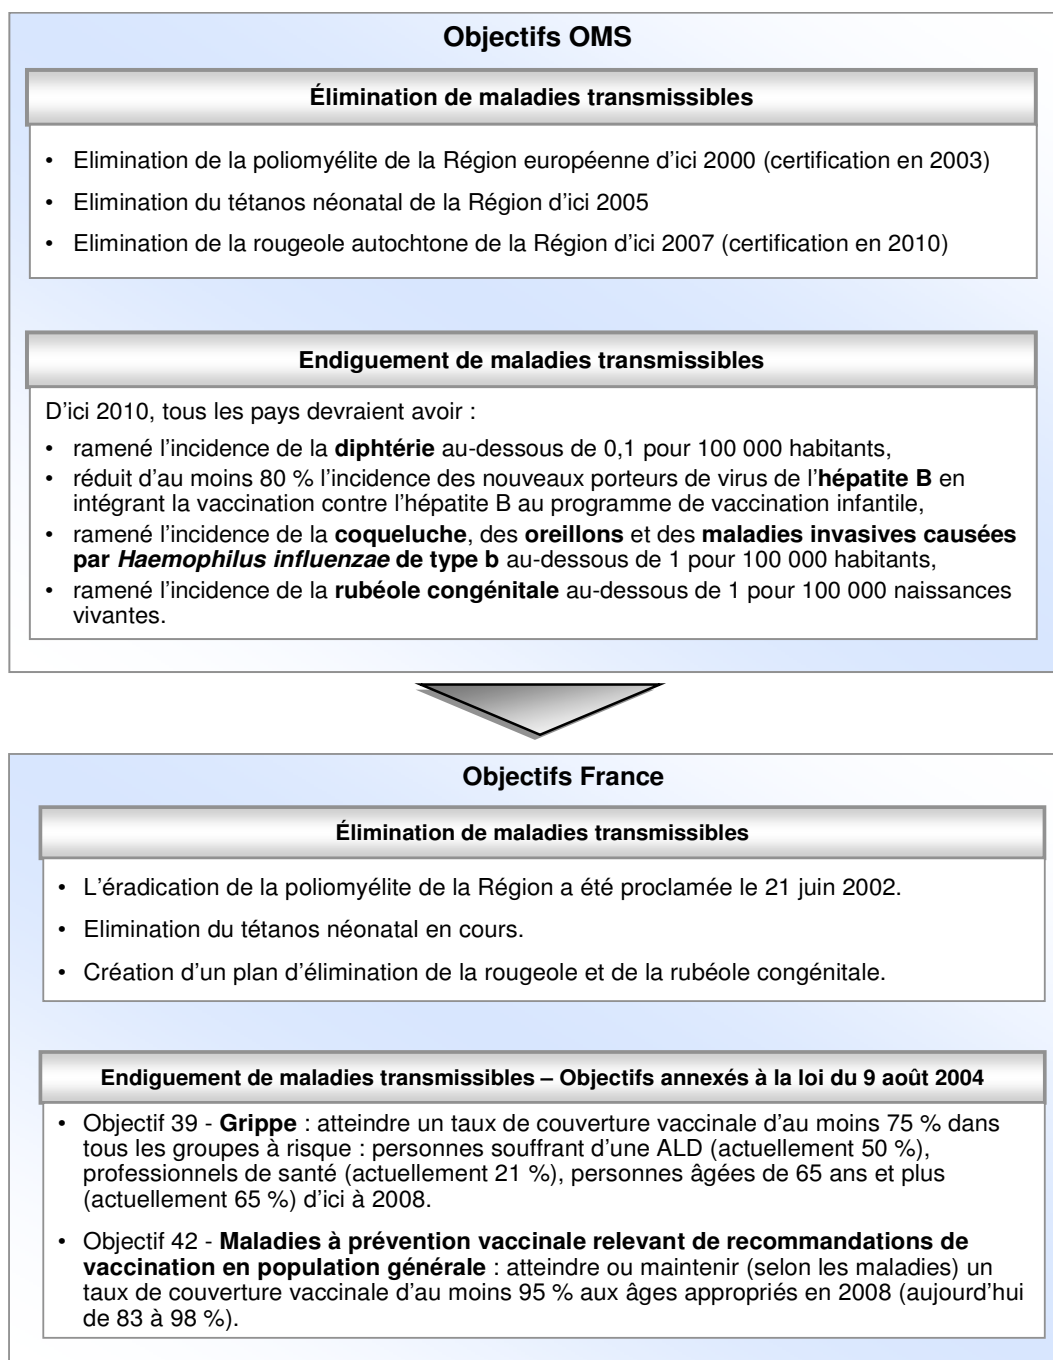 Objectifs OMS
Élimination de maladies transmissibles
• Elimination de la poliomyélite de la Région européenne d’ici 2000 (certification en 2003)
• Elimination du tétanos néonatal de la Région d’ici 2005
• Elimination de la rougeole autochtone de la Région d’ici 2007 (certification en 2010)
Endiguement de maladies transmissibles
D’ici 2010, tous les pays devraient avoir :
• ramené l’incidence de la diphtérie au-dessous de 0,1 pour 100 000 habitants,
• réduit d’au moins 80 % l’incidence des nouveaux porteurs de virus de l’hépatite B en
intégrant la vaccination contre l’hépatite B au programme de vaccination infantile,
• ramené l’incidence de la coqueluche, des oreillons et des maladies invasives causées
par Haemophilus influenzae de type b au-dessous de 1 pour 100 000 habitants,
• ramené l’incidence de la rubéole congénitale au-dessous de 1 pour 100 000 naissances
vivantes.
Objectifs France
Élimination de maladies transmissibles
• L’éradication de la poliomyélite de la Région a été proclamée le 21 juin 2002.
• Elimination du tétanos néonatal en cours.
• Création d’un plan d’élimination de la rougeole et de la rubéole congénitale.
Endiguement de maladies transmissibles – Objectifs annexés à la loi du 9 août 2004
• Objectif 39 - Grippe : atteindre un taux de couverture vaccinale d’au moins 75 % dans
tous les groupes à risque : personnes souffrant d’une ALD (actuellement 50 %),
professionnels de santé (actuellement 21 %), personnes âgées de 65 ans et plus
(actuellement 65 %) d’ici à 2008.
• Objectif 42 - Maladies à prévention vaccinale relevant de recommandations de
vaccination en population générale : atteindre ou maintenir (selon les maladies) un
taux de couverture vaccinale d’au moins 95 % aux âges appropriés en 2008 (aujourd’hui
de 83 à 98 %).